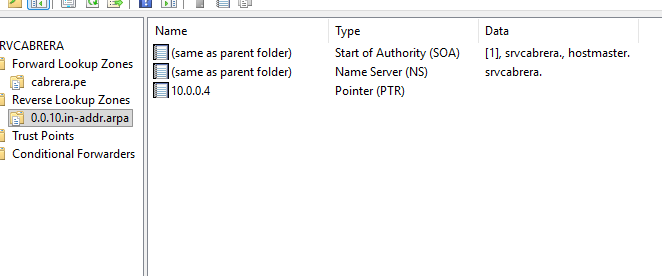 Name Type Data
SRVCABRERA
Forward Lookup Zones
cabrera.pe
Reverse Lookup Zones
0.0.10.in-addr.arpa
Trust Points
Conditional Forwarders
(same as parent folder) Start of Authority (SOA) [1], srvcabrera., hostmaster.
(same as parent folder) Name Server (NS) srvcabrera.
10.0.0.4 Pointer (PTR)